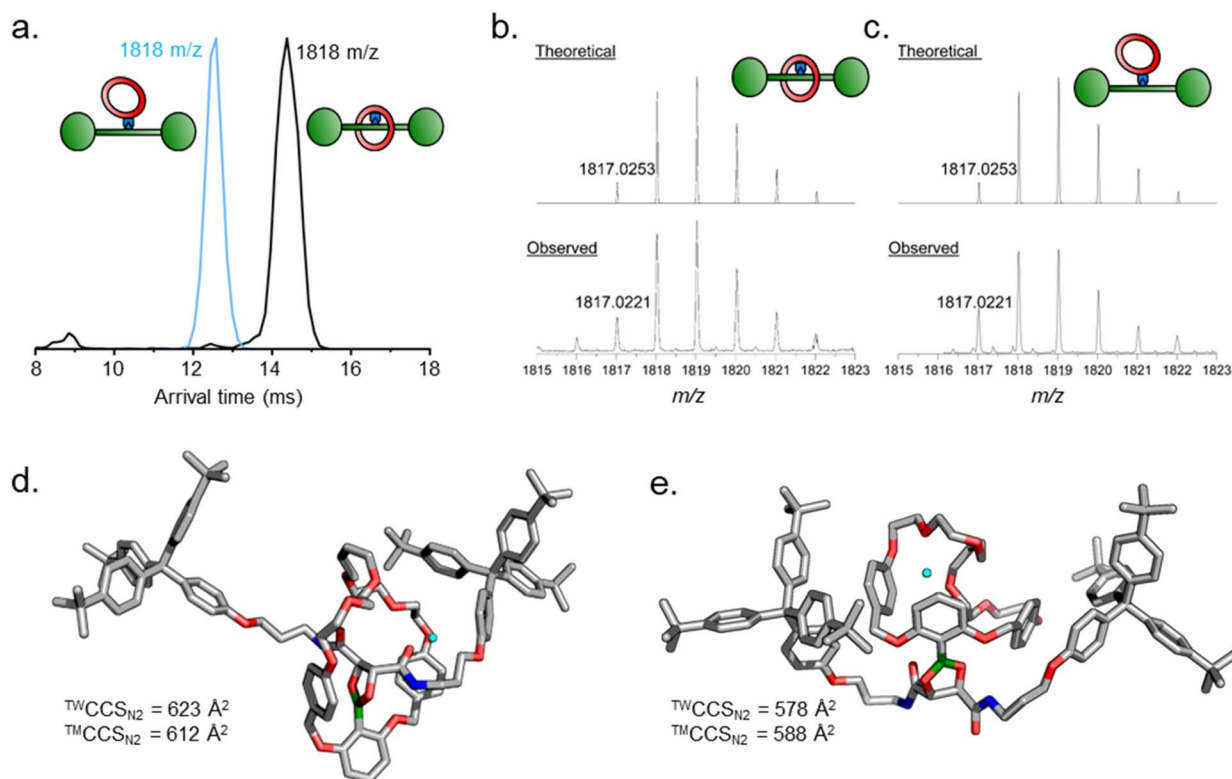 a.
1818 m/z
1818 m/z
8 10 12 14 16 18
Arrival time (ms)
b.
Theoretical
1817.0253
Observed
1817.0221
1815 1816 1817 1818 1819 1820 1821 1822 1823
m/z
c.
Theoretical
1817.0253
Observed
1817.0221
1815 1816 1817 1818 1819 1820 1821 1822 1823
m/z
d.
TWCCSN2 = 623 Å2
TMCCSN2 = 612 Å2
e.
TWCCSN2 = 578 Å2
TMCCSN2 = 588 Å2